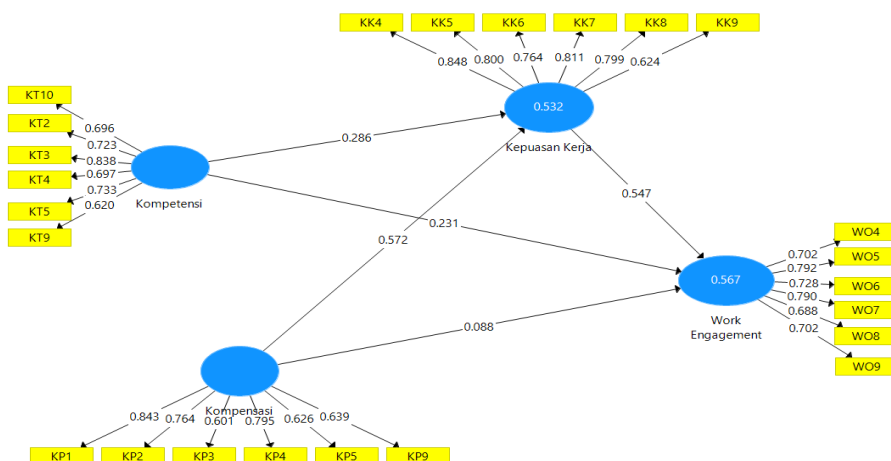 KK4 KK5 KK6 KK7 KK8 KK9
0.848 0.800 0.764 0.811 0.799 0.624
0.532
Kepuasan Kerja
KT10
KT2
KT3
KT4
KT5
KT9
0.696
0.723
0.838
0.697
0.733
0.620
Kompetensi
0.286
0.572
0.231
0.547
0.088
0.567
Work
Engagement
0.702
0.792
0.728
0.790
0.688
0.702
WO4
WO5
WO6
WO7
WO8
WO9
Kompensasi
0.843 0.764 0.601 0.795 0.626 0.639
KP1 KP2 KP3 KP4 KP5 KP9